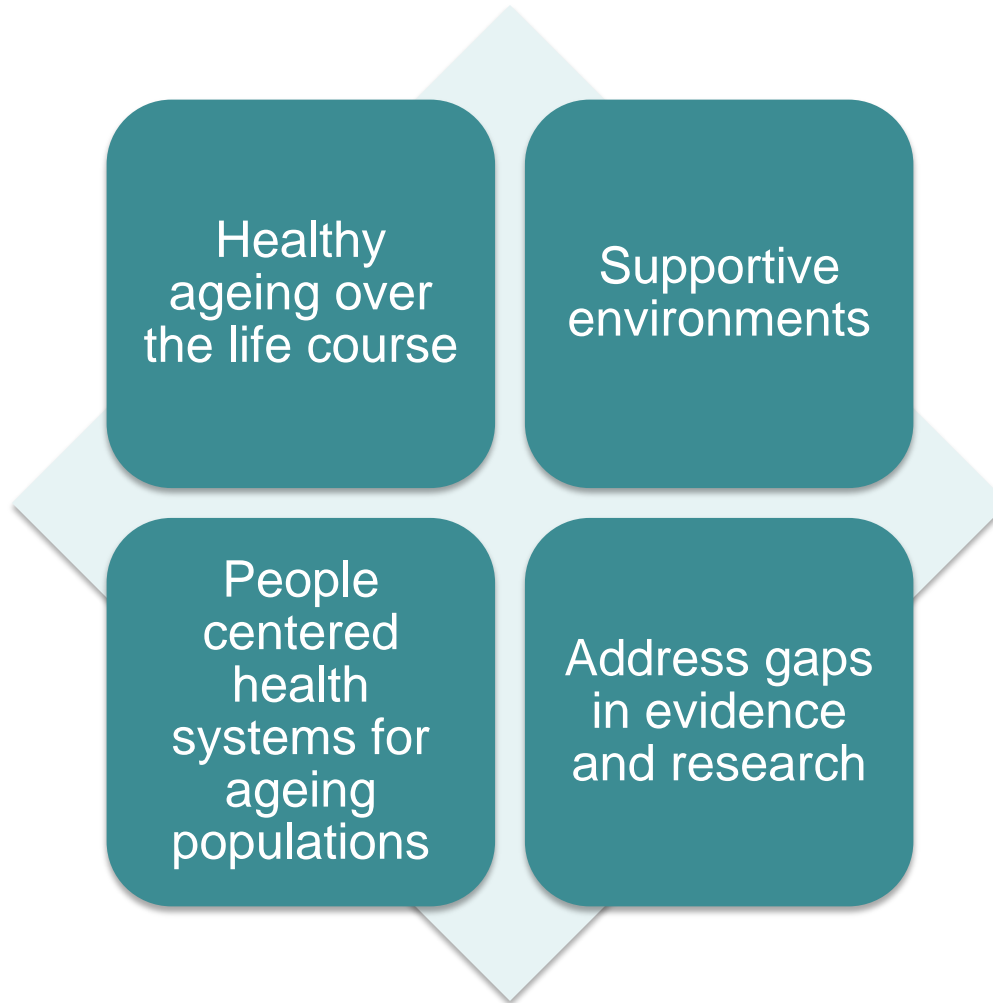 Healthy
ageing over
the life course
Supportive
environments
People
centered
health
systems for
ageing
populations
Address gaps
in evidence
and research